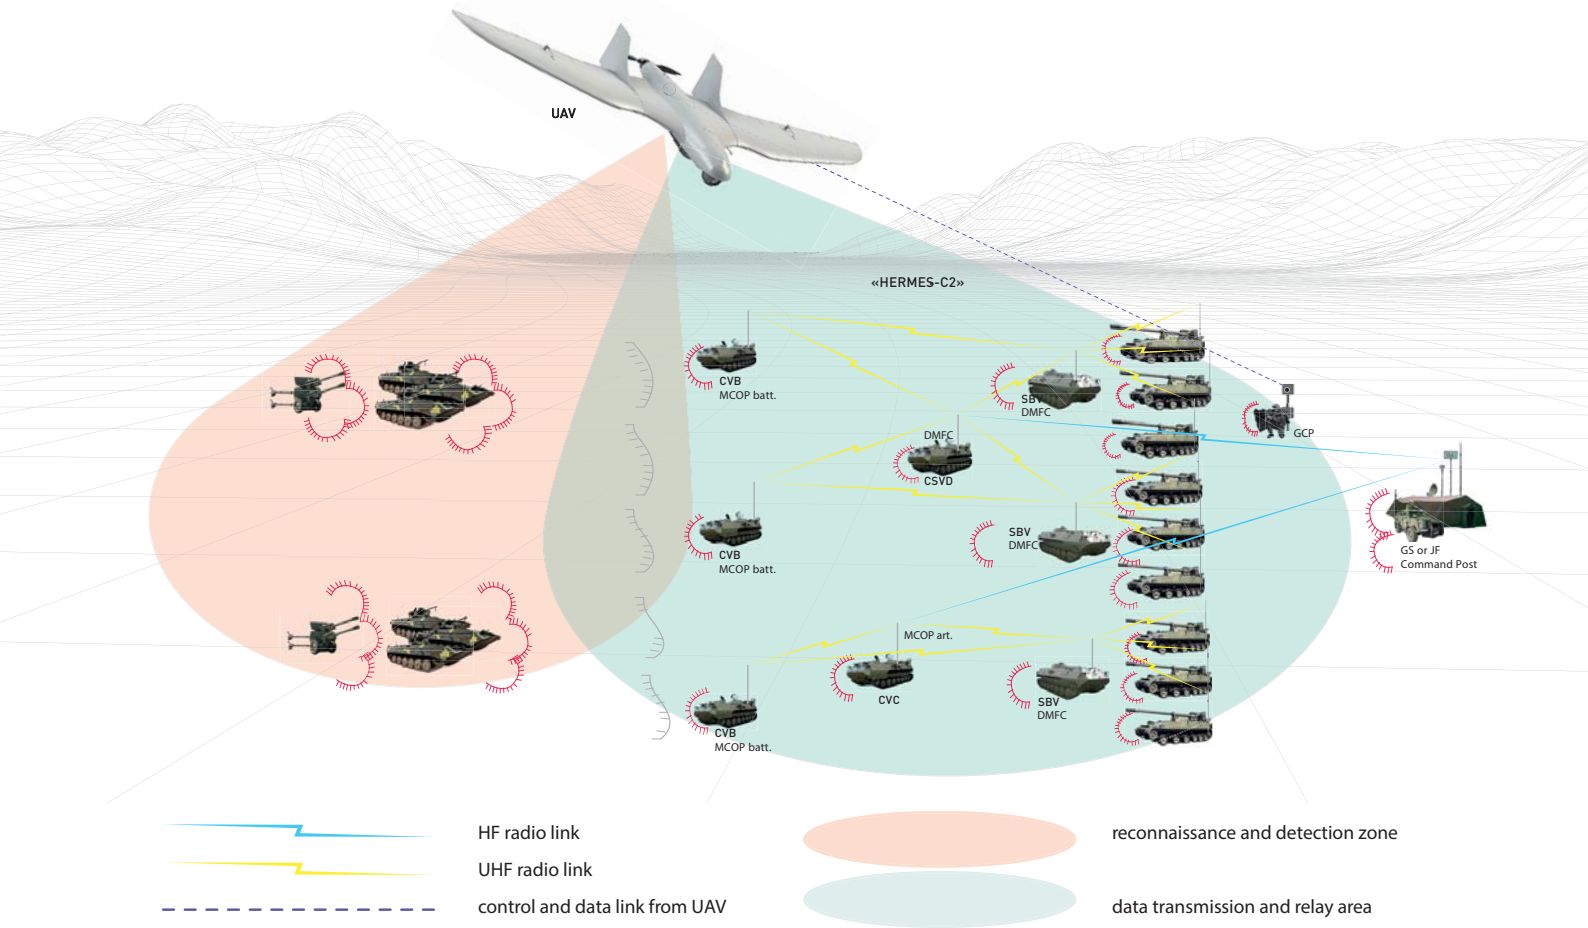 UAV
«HERMES-C2»
CVB
MCOP batt.
SBV
DMFC
GCP
DMFC
CSVD
CVB
MCOP batt.
SBV
DMFC
GS or JF
Command Post
MCOP art.
CVC
SBV
DMFC
CVB
MCOP batt.
HF radio link
UHF radio link
control and data link from UAV
reconnaissance and detection zone
data transmission and relay area